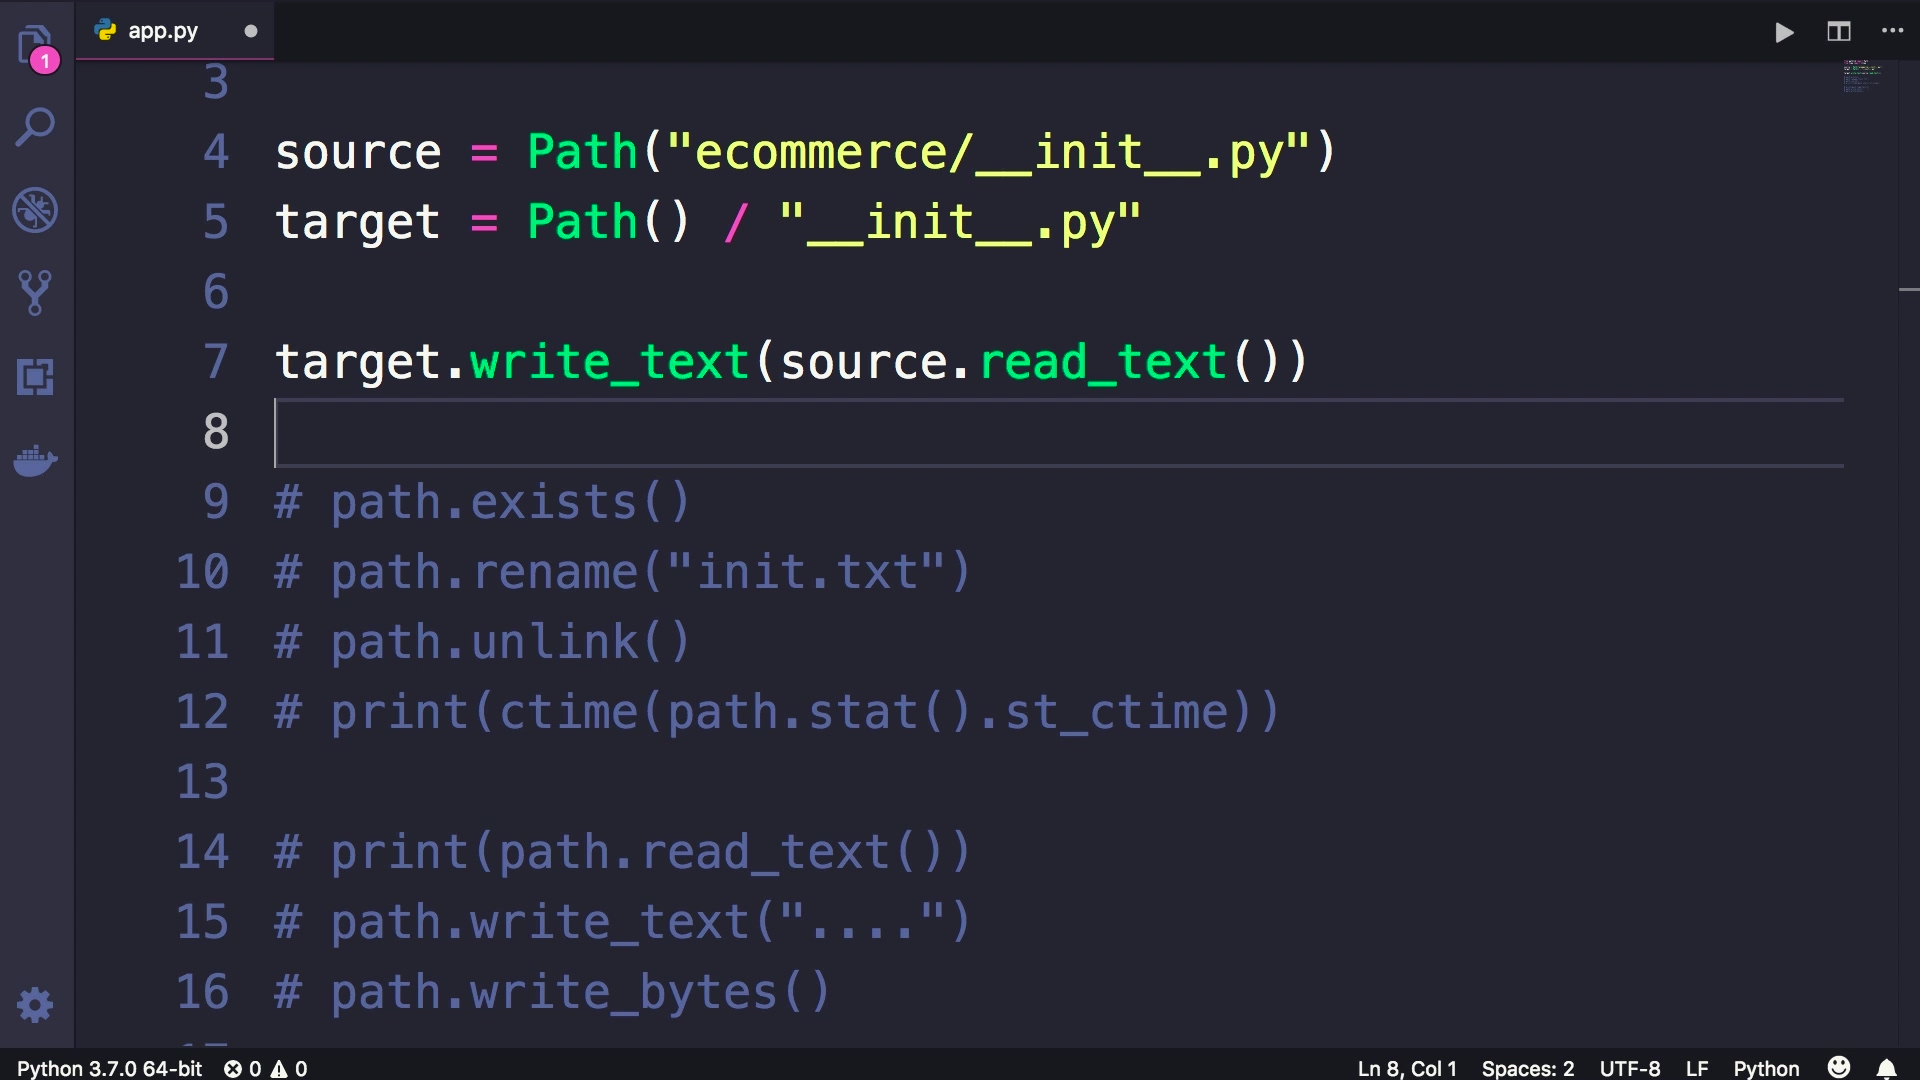 app.py
1
3
4 source = Path("ecommerce/__init__.py")
5 target = Path() / "__init__.py"
6
7 target.write_text(source.read_text())
8
9 # path.exists()
10 # path.rename("init.txt")
11 # path.unlink()
12 # print(ctime(path.stat().st_ctime))
13
14 # print(path.read_text())
15 # path.write_text("....")
16 # path.write_bytes()
Python 3.7.0 64-bit 0 0 Ln 8, Col 1 Spaces: 2 UTF-8 LF Python